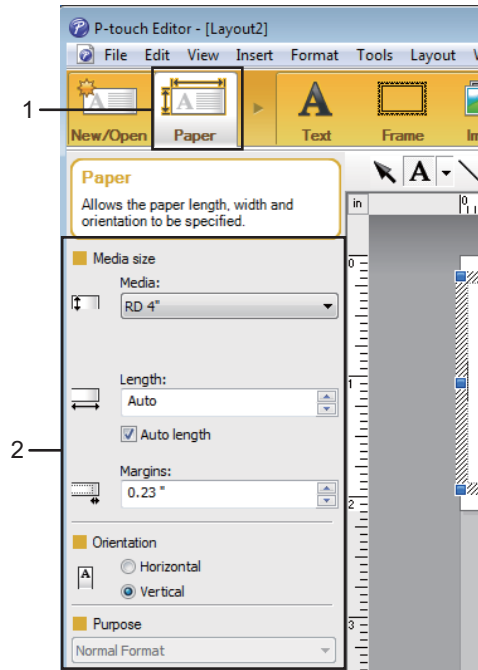 P-touch Editor - [Layout2]
File Edit View Insert Format Tools Layout
1
New/Open Paper Text Frame
Paper
Allows the paper length, width and
orientation to be specified.
in 0
Media size
0
Media:
RD 4"
Length:
1
Auto
Auto length
2
Margins:
0.23 "
2
Orientation
A
Horizontal
Vertical
Purpose
3
Normal Format